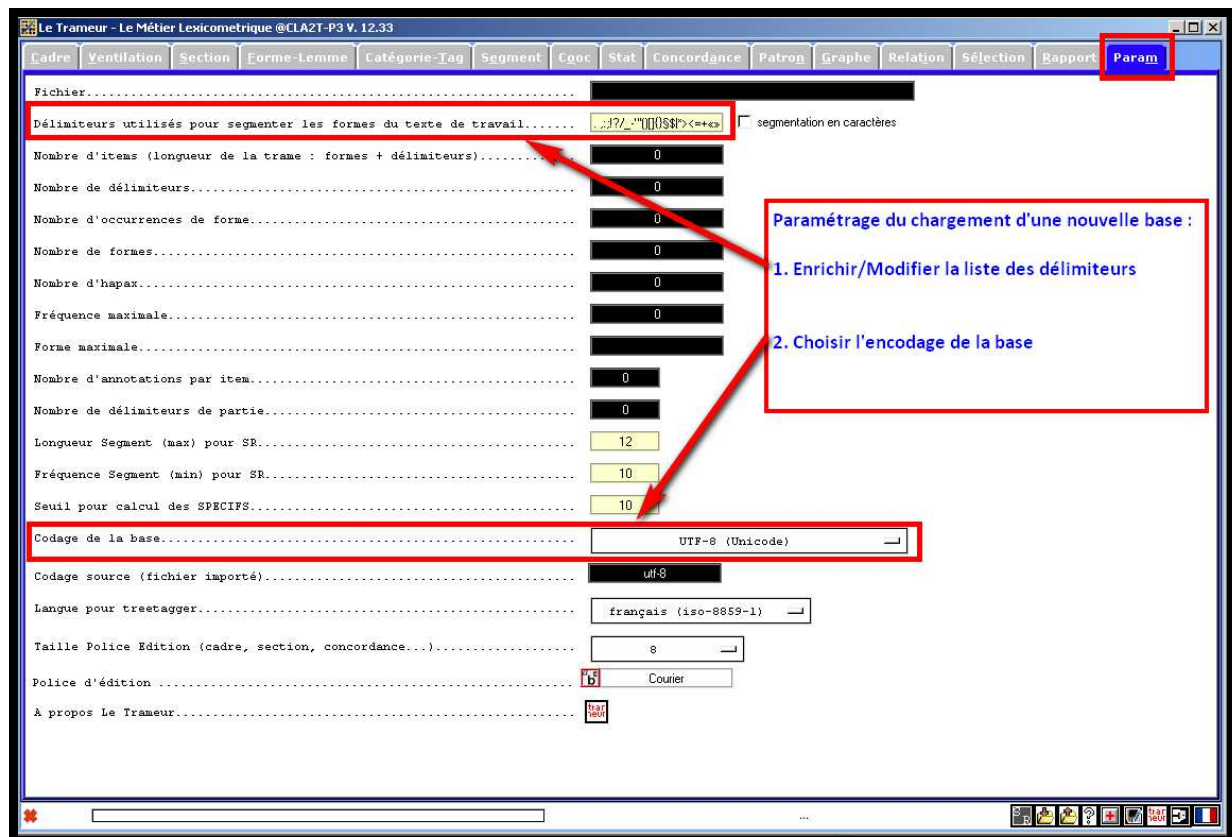 Le Trameur - Le Métier Lexicometrique @CLA2T-P3 V. 12.33
Cadre Ventilation Section Forme-Lemme Catégorie-Tag Segment Cooc Stat Concordance Patron Graphe Relation Sélection Rapport Param
Fichier
Délimiteurs utilisés pour segmenter les formes du texte de travail....... segmentation en caractères
Nombre d'items (longueur de la trame : formes + délimiteurs)............ 0
Nombre de délimiteurs 0
Nombre d'occurrences de forme 0
Nombre de formes 0
Nombre d'hapax 0
Fréquence maximale 0
Forme maximale
Nombre d'annotations par item 0
Nombre de délimiteurs de partie 0
Longueur Segment (max) pour SR 12
Fréquence Segment (min) pour SR 10
Seuil pour calcul des SPECIFS 10
Codage de la base UTF-8 (Unicode)
Codage source (fichier importé) utf-8
Langue pour treetagger français (iso-8859-1)
Taille Police Edition (cadre, section, concordance...) 8
Police d'édition Courier
A propos Le Trameur
Paramétrage du chargement d'une nouvelle base :
1. Enrichir/Modifier la liste des délimiteurs
2. Choisir l'encodage de la base
...